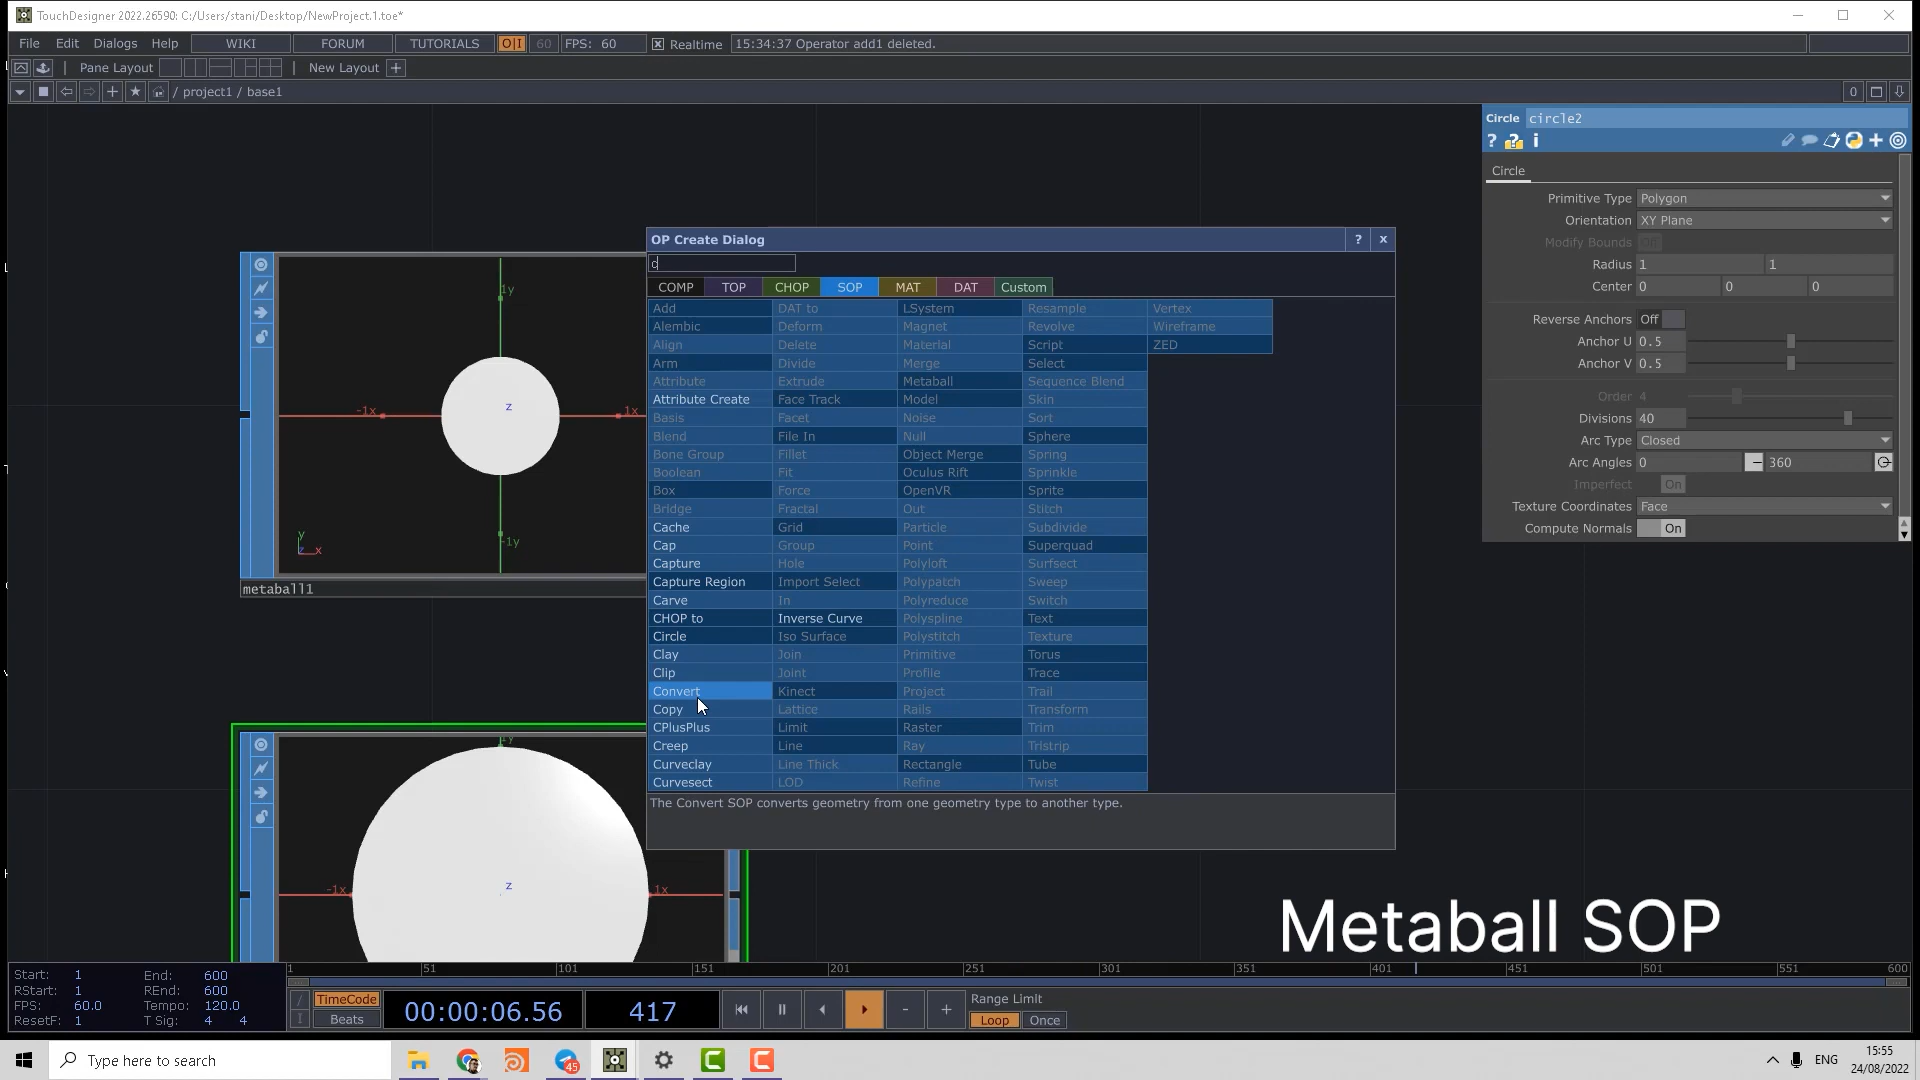 TouchDesigner 2022.26590: C:/Users/stani/Desktop/NewProject.1.toe*
File Edit Dialogs Help WIKI FORUM TUTORIALS O|I 60 FPS: 60 Realtime 15:34:37 Operator add1 deleted.
Pane Layout New Layout +
/ project1 / base1 0
Circle circle2
? i
Circle
Primitive Type Polygon
Orientation XY Plane
Modify Bounds Off
Radius 1 1
Center 0 0 0
Reverse Anchors Off
Anchor U 0.5
Anchor V 0.5
Order 4
Divisions 40
Arc Type Closed
Arc Angles 0 360
Imperfect On
Texture Coordinates Face
Compute Normals On
1y
-1x z 1x
-1y
y
x
metaball1
1y
-1x z 1x
OP Create Dialog ? x
c
COMP TOP CHOP SOP MAT DAT Custom
Add DAT to LSystem Resample Vertex
Alembic Deform Magnet Revolve Wireframe
Align Delete Material Script ZED
Arm Divide Merge Select
Attribute Extrude Metaball Sequence Blend
Attribute Create Face Track Model Skin
Basis Facet Noise Sort
Blend File In Null Sphere
Bone Group Fillet Object Merge Spring
Boolean Fit Oculus Rift Sprinkle
Box Force OpenVR Sprite
Bridge Fractal Out Stitch
Cache Grid Particle Subdivide
Cap Group Point Superquad
Capture Hole Polyloft Surfsect
Capture Region Import Select Polypatch Sweep
Carve In Polyreduce Switch
CHOP to Inverse Curve Polyspline Text
Circle Iso Surface Polystitch Texture
Clay Join Primitive Torus
Clip Joint Profile Trace
Convert Kinect Project Trail
Copy Lattice Rails Transform
CPlusPlus Limit Raster Trim
Creep Line Ray Tristrip
Curveclay Line Thick Rectangle Tube
Curvesect LOD Refine Twist
The Convert SOP converts geometry from one geometry type to another type.
Metaball SOP
1 51 101 151 201 251 301 351 401 451 501 551 600
Start: 1 End: 600
RStart: 1 REnd: 600
FPS: 60.0 Tempo: 120.0
ResetF: 1 T Sig: 4 4
TimeCode
Beats
00:00:06.56 417
Range Limit
Loop Once
Type here to search
45
ENG
15:55
24/08/2022